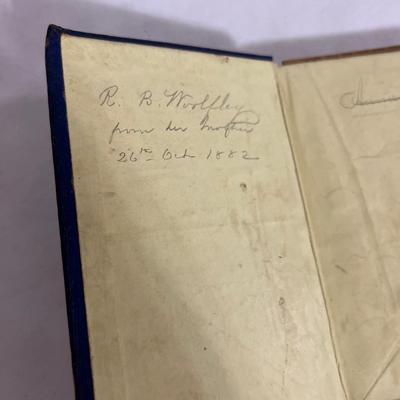 R. B. Woolfley
from her mother
26th Oct 1882